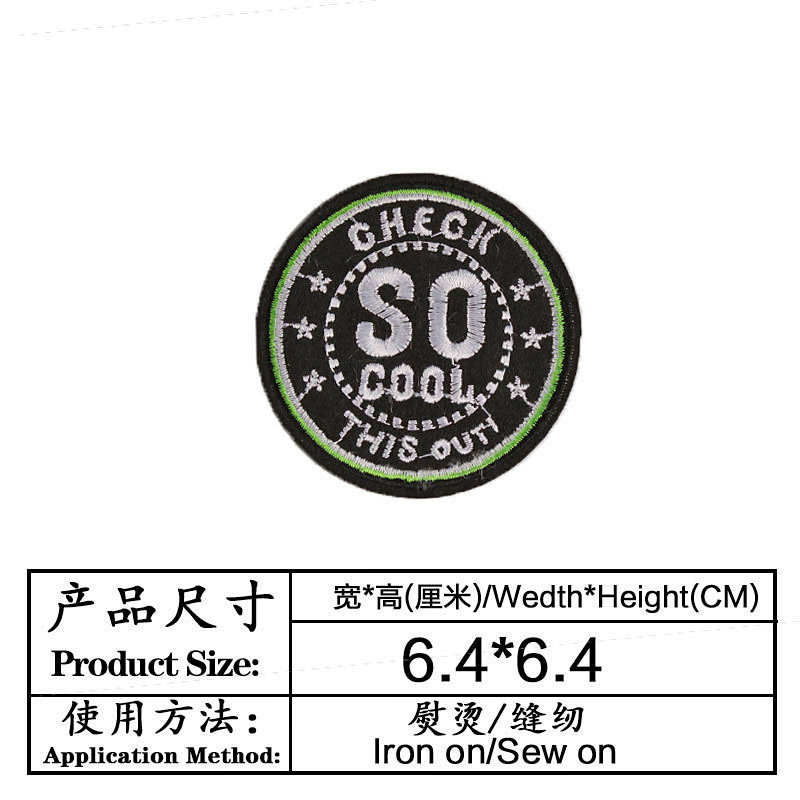 CHECK
SO
COOL
THIS OUT!
产品尺寸
Product Size:
宽*高(厘米)/Wedth*Height(CM)
6.4*6.4
使用方法:
Application Method:
熨烫/缝纫
Iron on/Sew on